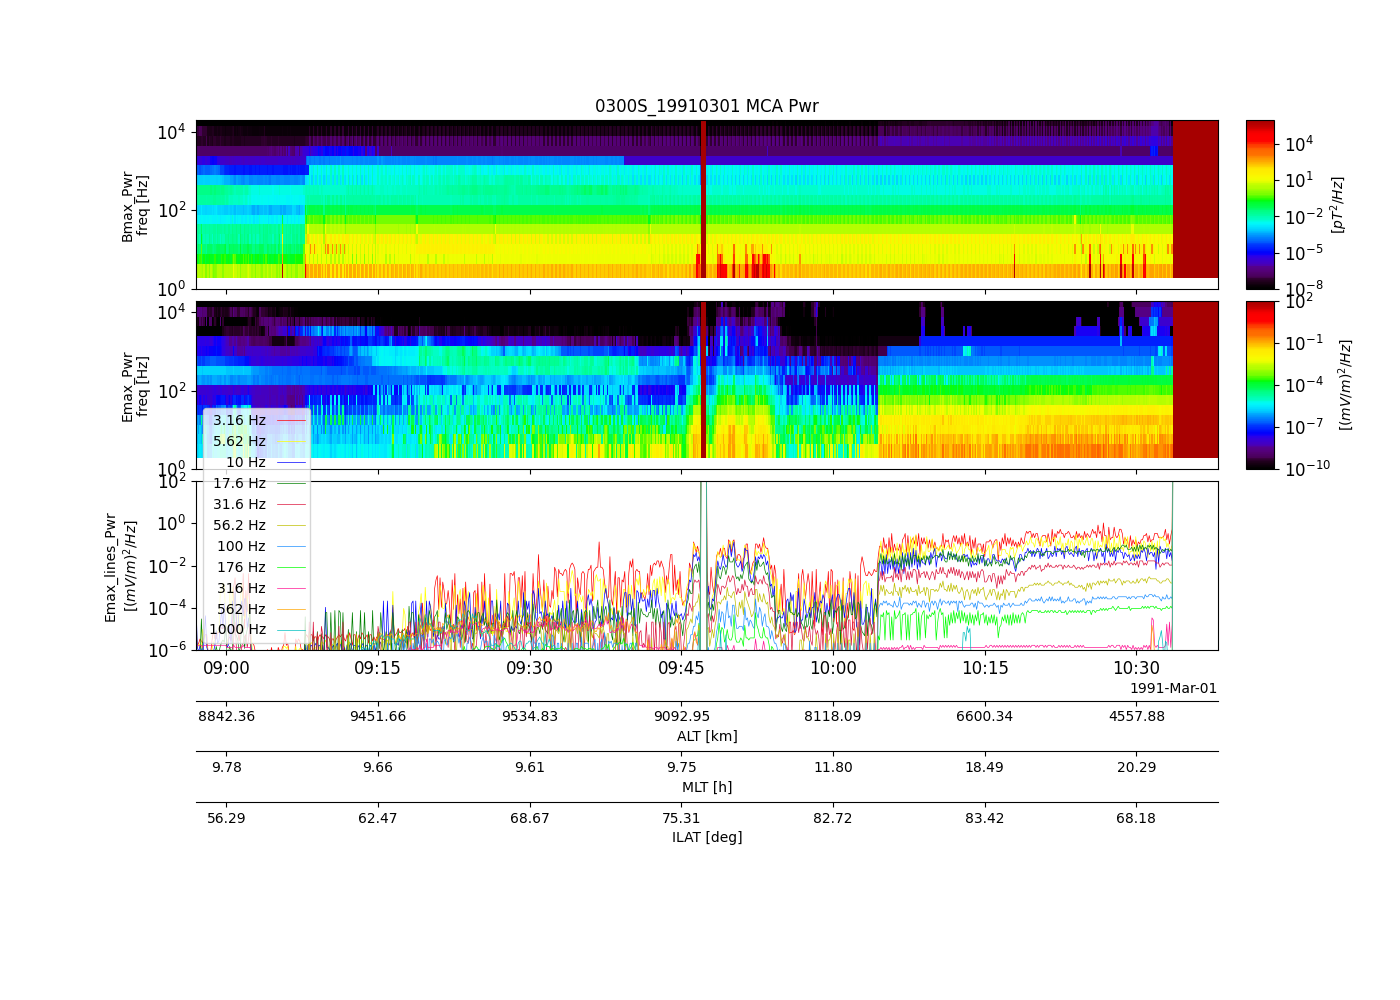 0300S_19910301 MCA Pwr
10^4
10^2
10^0
Bmax_Pwr
freq [Hz]
10^4
10^1
10^-2
10^-5
10^-8
[pT^2/Hz]
10^4
10^2
10^0
Emax_Pwr
freq [Hz]
10^2
10^-1
10^-4
10^-7
10^-10
[(mV/m)^2/Hz]
3.16 Hz
5.62 Hz
10 Hz
17.6 Hz
31.6 Hz
56.2 Hz
100 Hz
176 Hz
316 Hz
562 Hz
1000 Hz
10^2
10^0
10^-2
10^-4
10^-6
Emax_lines_Pwr
[(mV/m)^2/Hz]
09:00 09:15 09:30 09:45 10:00 10:15 10:30
1991-Mar-01
8842.36 9451.66 9534.83 9092.95 8118.09 6600.34 4557.88
ALT [km]
9.78 9.66 9.61 9.75 11.80 18.49 20.29
MLT [h]
56.29 62.47 68.67 75.31 82.72 83.42 68.18
ILAT [deg]